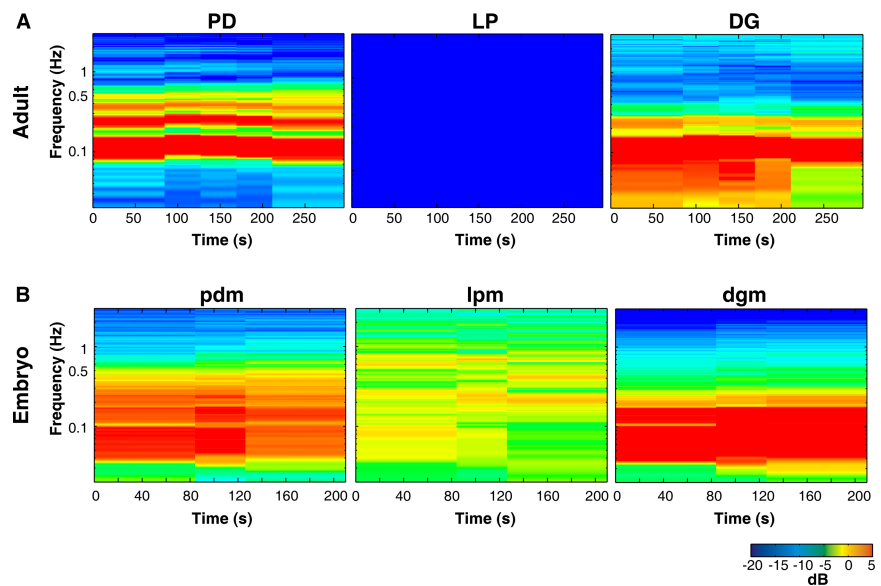 A
PD LP DG
Adult
Frequency (Hz)
1
0.5
0.1
0 50 100 150 200 250 0 50 100 150 200 250 0 50 100 150 200 250
Time (s) Time (s) Time (s)
B
pdm lpm dgm
Embryo
Frequency (Hz)
1
0.5
0.1
0 40 80 120 160 200 0 40 80 120 160 200 0 40 80 120 160 200
Time (s) Time (s) Time (s)
-20 -15 -10 -5 0 5
dB